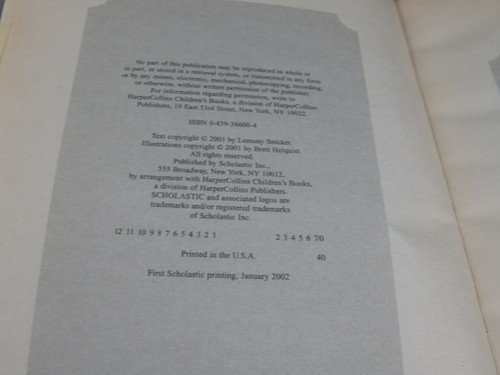 No part of this publication may be reproduced in whole or
in part, or stored in a retrieval system, or transmitted in any form
or by any means, electronic, mechanical, photocopying, recording,
or otherwise, without written permission of the publisher.
For information regarding permission, write to
HarperCollins Children's Books, a division of HarperCollins
Publishers, 10 East 53rd Street, New York, NY 10022.
ISBN 0-439-38600-4
Text copyright © 2001 by Lemony Snicket.
Illustrations copyright © 2001 by Brett Helquist.
All rights reserved.
Published by Scholastic Inc.,
555 Broadway, New York, NY 10012,
by arrangement with HarperCollins Children's Books,
a division of HarperCollins Publishers.
SCHOLASTIC and associated logos are
trademarks and/or registered trademarks
of Scholastic Inc.
12 11 10 9 8 7 6 5 4 3 2 1 2 3 4 5 6 7/0
Printed in the U.S.A. 40
First Scholastic printing, January 2002